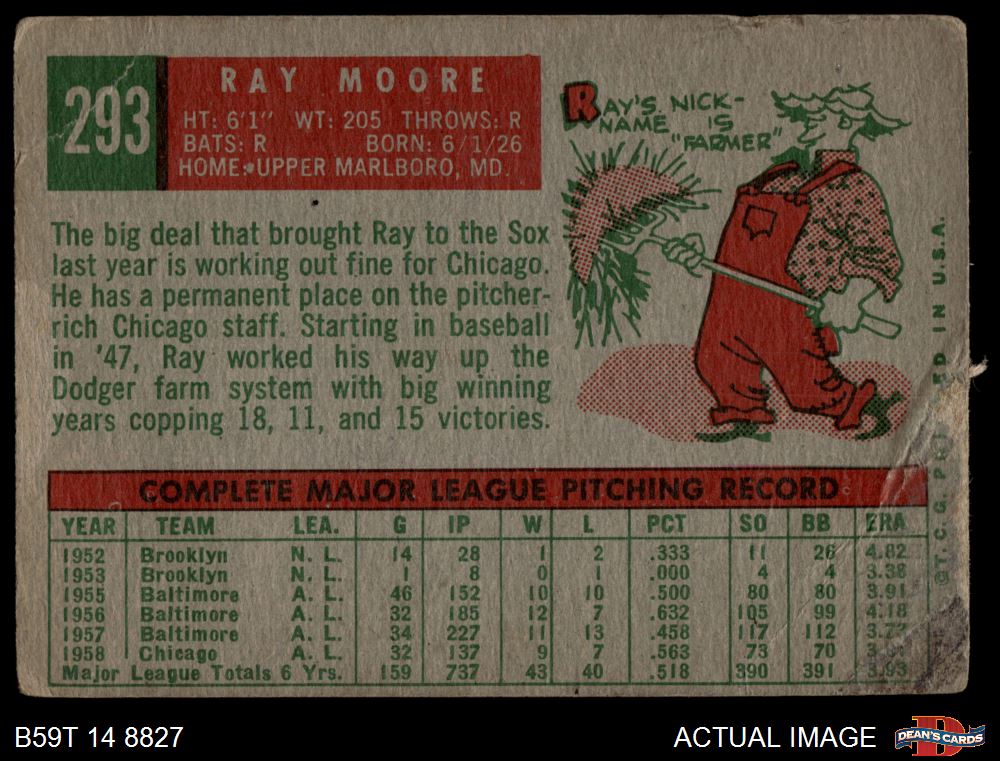 293
RAY MOORE
HT: 6'1" WT: 205 THROWS: R
BATS: R BORN: 6/1/26
HOME: UPPER MARLBORO, MD.
RAY'S NICK-
NAME IS
"FARMER"
The big deal that brought Ray to the Sox
last year is working out fine for Chicago.
He has a permanent place on the pitcher-
rich Chicago staff. Starting in baseball
in '47, Ray worked his way up the
Dodger farm system with big winning
years copping 18, 11, and 15 victories.
COMPLETE MAJOR LEAGUE PITCHING RECORD
YEAR TEAM LEA. G IP W L PCT SO BB ERA
1952 Brooklyn N. L. 14 28 1 2 .333 11 26 4.82
1953 Brooklyn N. L. 1 8 0 1 .000 4 4 3.38
1955 Baltimore A. L. 46 152 10 10 .500 80 80 3.91
1956 Baltimore A. L. 32 185 12 7 .632 105 99 4.18
1957 Baltimore A. L. 34 227 11 13 .458 117 112
1958 Chicago A. L. 32 137 9 7 .563 73 70
Major League Totals 6 Yrs. 159 737 43 40 .518 390 391 3.93
©T. C. G. IN U.S.A.
B59T 14 8827
ACTUAL IMAGE
DEAN'S CARDS